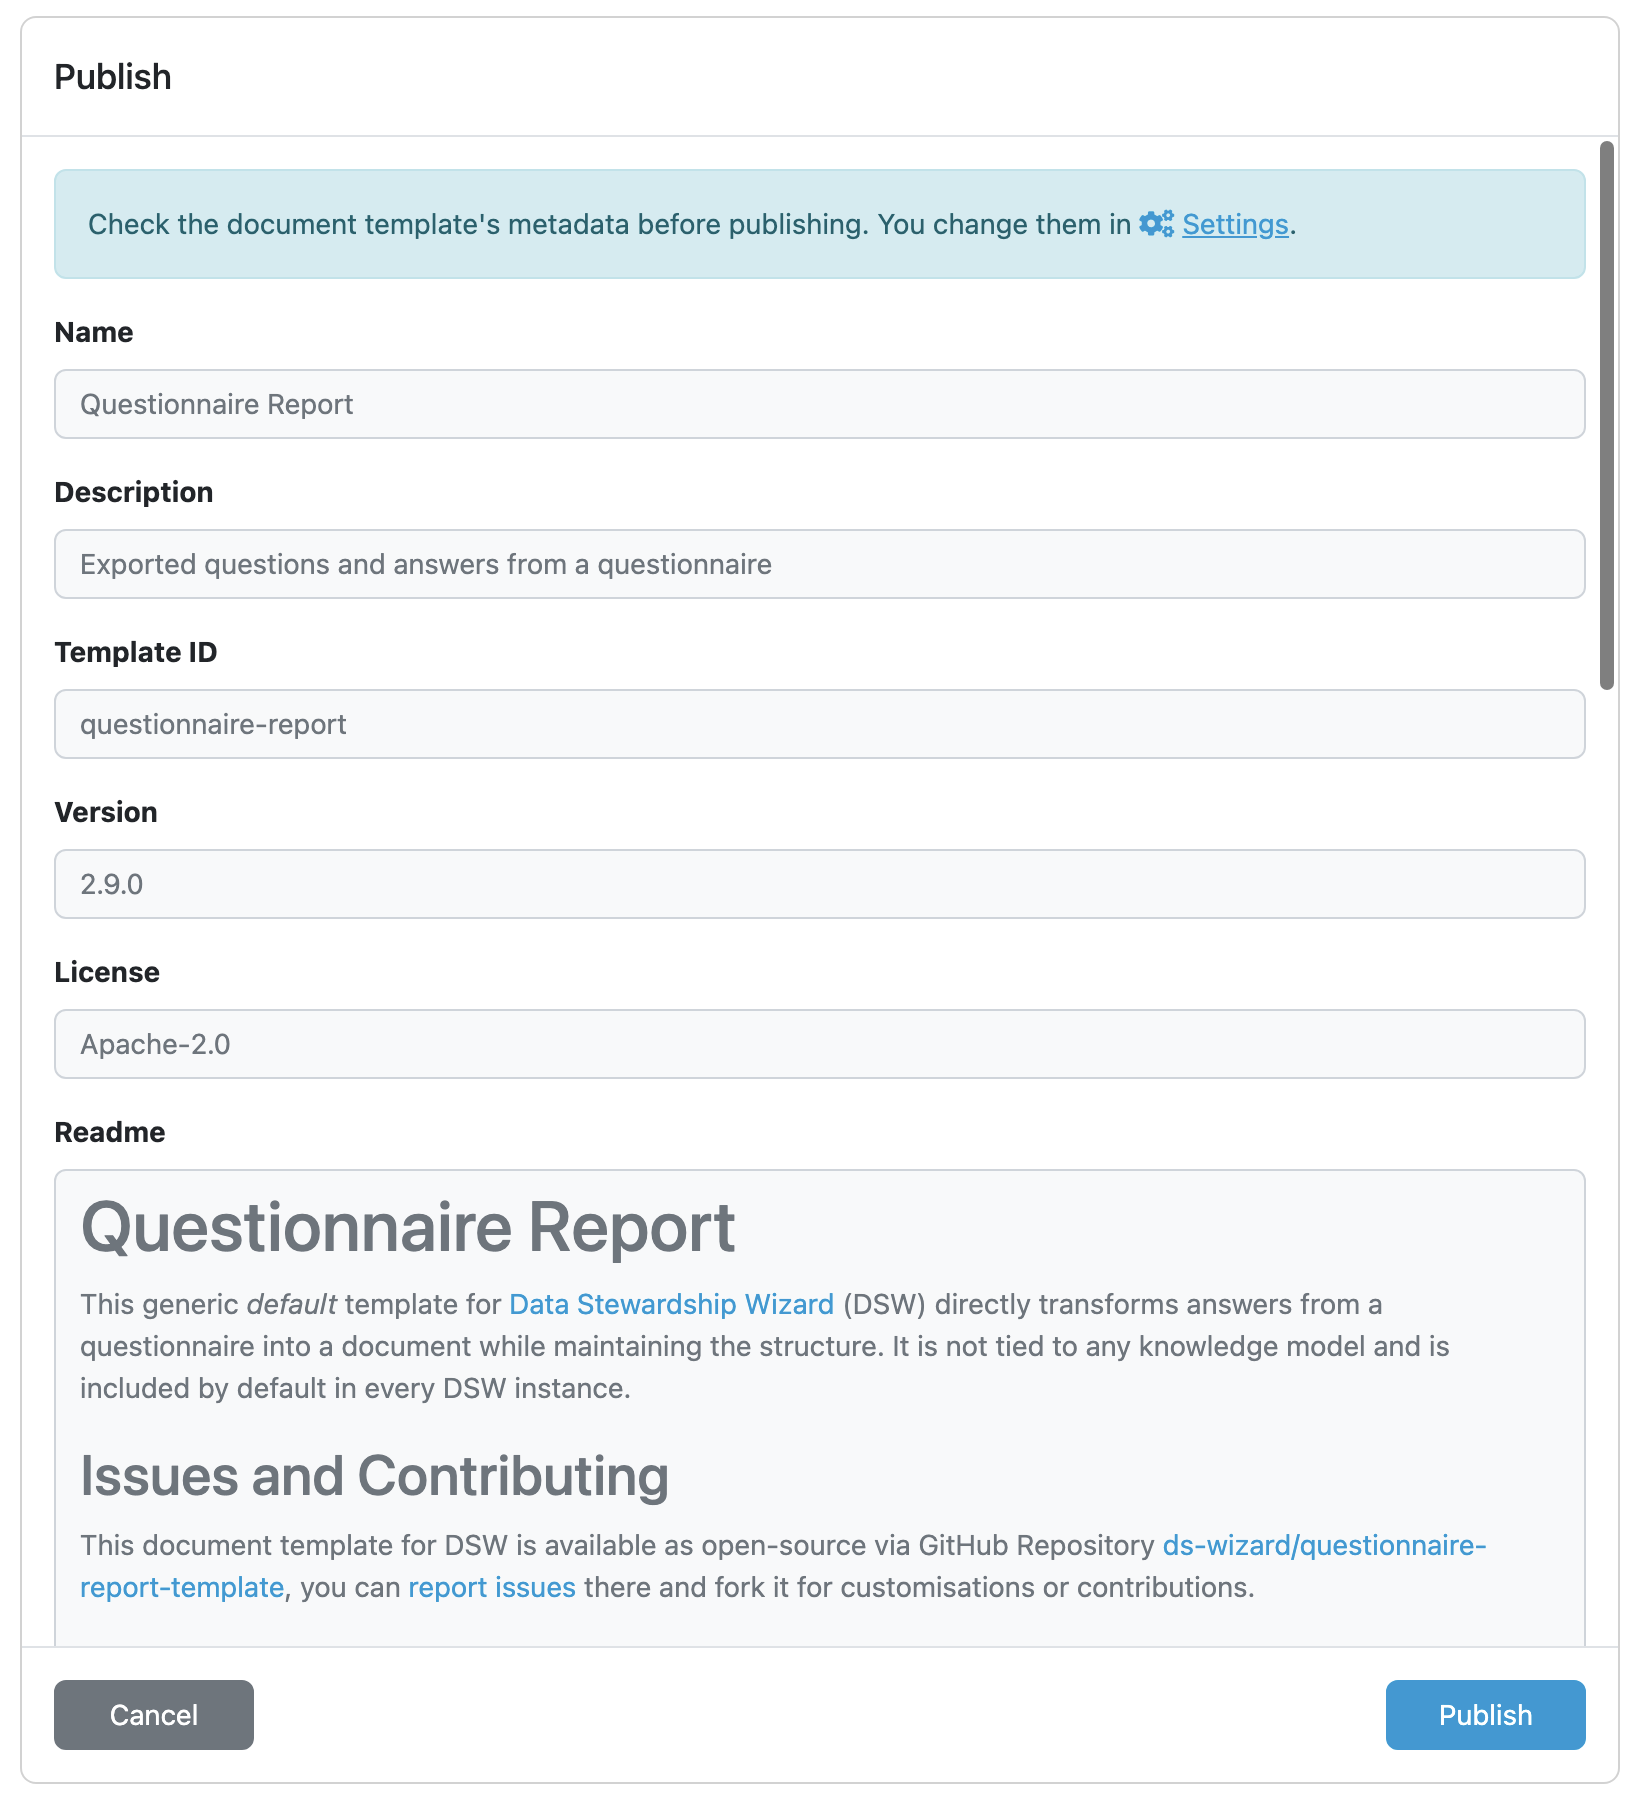 Publish
Check the document template's metadata before publishing. You change them in Settings.
Name
Questionnaire Report
Description
Exported questions and answers from a questionnaire
Template ID
questionnaire-report
Version
2.9.0
License
Apache-2.0
Readme
Questionnaire Report
This generic default template for Data Stewardship Wizard (DSW) directly transforms answers from a
questionnaire into a document while maintaining the structure. It is not tied to any knowledge model and is
included by default in every DSW instance.
Issues and Contributing
This document template for DSW is available as open-source via GitHub Repository ds-wizard/questionnaire-
report-template, you can report issues there and fork it for customisations or contributions.
Cancel
Publish